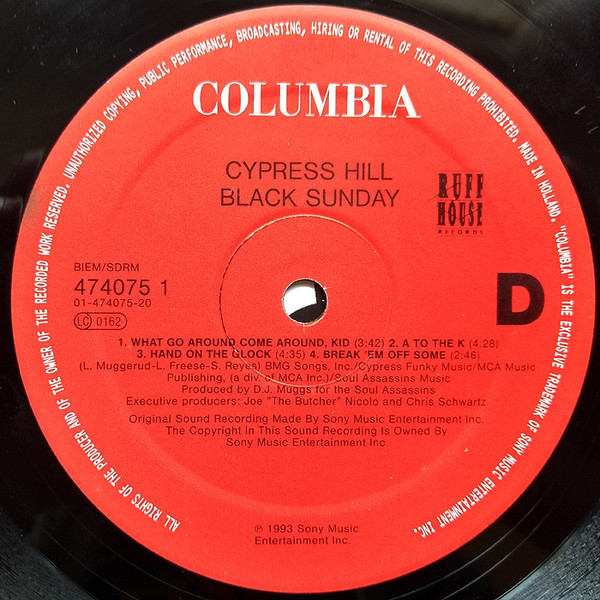 ALL RIGHTS OF THE PRODUCER AND OF THE OWNER OF THE RECORDED WORK RESERVED. UNAUTHORIZED COPYING, PUBLIC PERFORMANCE, BROADCASTING, HIRING OR RENTAL OF THIS RECORDING PROHIBITED. MADE IN HOLLAND. "COLUMBIA" IS THE EXCLUSIVE TRADEMARK OF SONY MUSIC ENTERTAINMENT INC.
COLUMBIA
CYPRESS HILL
BLACK SUNDAY
RUFF
HOUSE
RECORDS
BIEM/SDRM
474075 1
01-474075-20
LC 0162
D
1. WHAT GO AROUND COME AROUND, KID (3:42) 2. A TO THE K (4.28)
3. HAND ON THE GLOCK (4:35) 4. BREAK 'EM OFF SOME (2:46)
(L. Muggerud-L. Freese-S. Reyes) BMG Songs, Inc./Cypress Funky Music/MCA Music
Publishing, (a div. of MCA Inc.)/Soul Assassins Music
Produced by D.J. Muggs for the Soul Assassins
Executive producers: Joe "The Butcher" Nicolo and Chris Schwartz
Original Sound Recording Made By Sony Music Entertainment Inc.
The Copyright In This Sound Recording Is Owned By
Sony Music Entertainment Inc.
℗ 1993 Sony Music
Entertainment Inc.